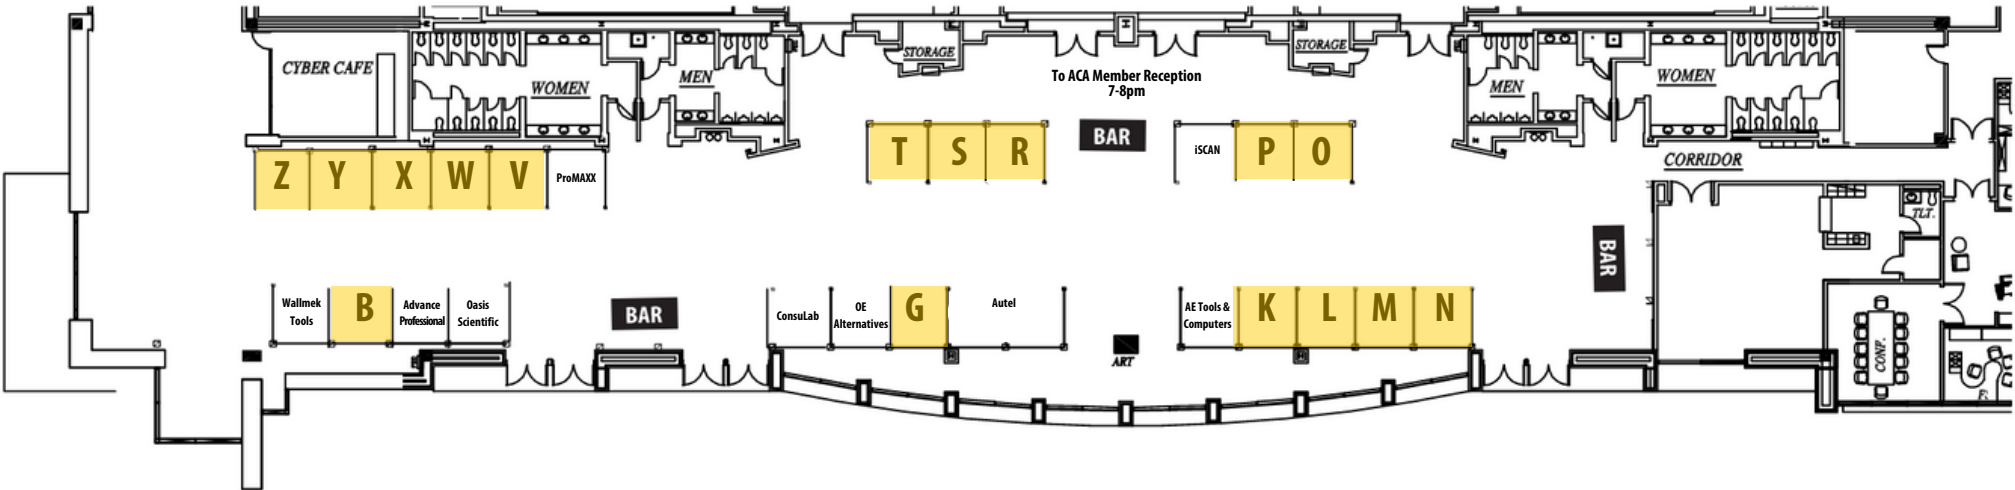 CYBER CAFE
WOMEN
MEN
STORAGE
To ACA Member Reception
7-8pm
STORAGE
MEN
WOMEN
CORRIDOR
Z
Y
X
W
V
ProMAXX
T
S
R
BAR
iSCAN
P
O
TLT.
BAR
Wallmek
Tools
B
Advance
Professional
Oasis
Scientific
BAR
ConsuLab
OE
Alternatives
G
Autel
ART
AE Tools &
Computers
K
L
M
N
CONF.